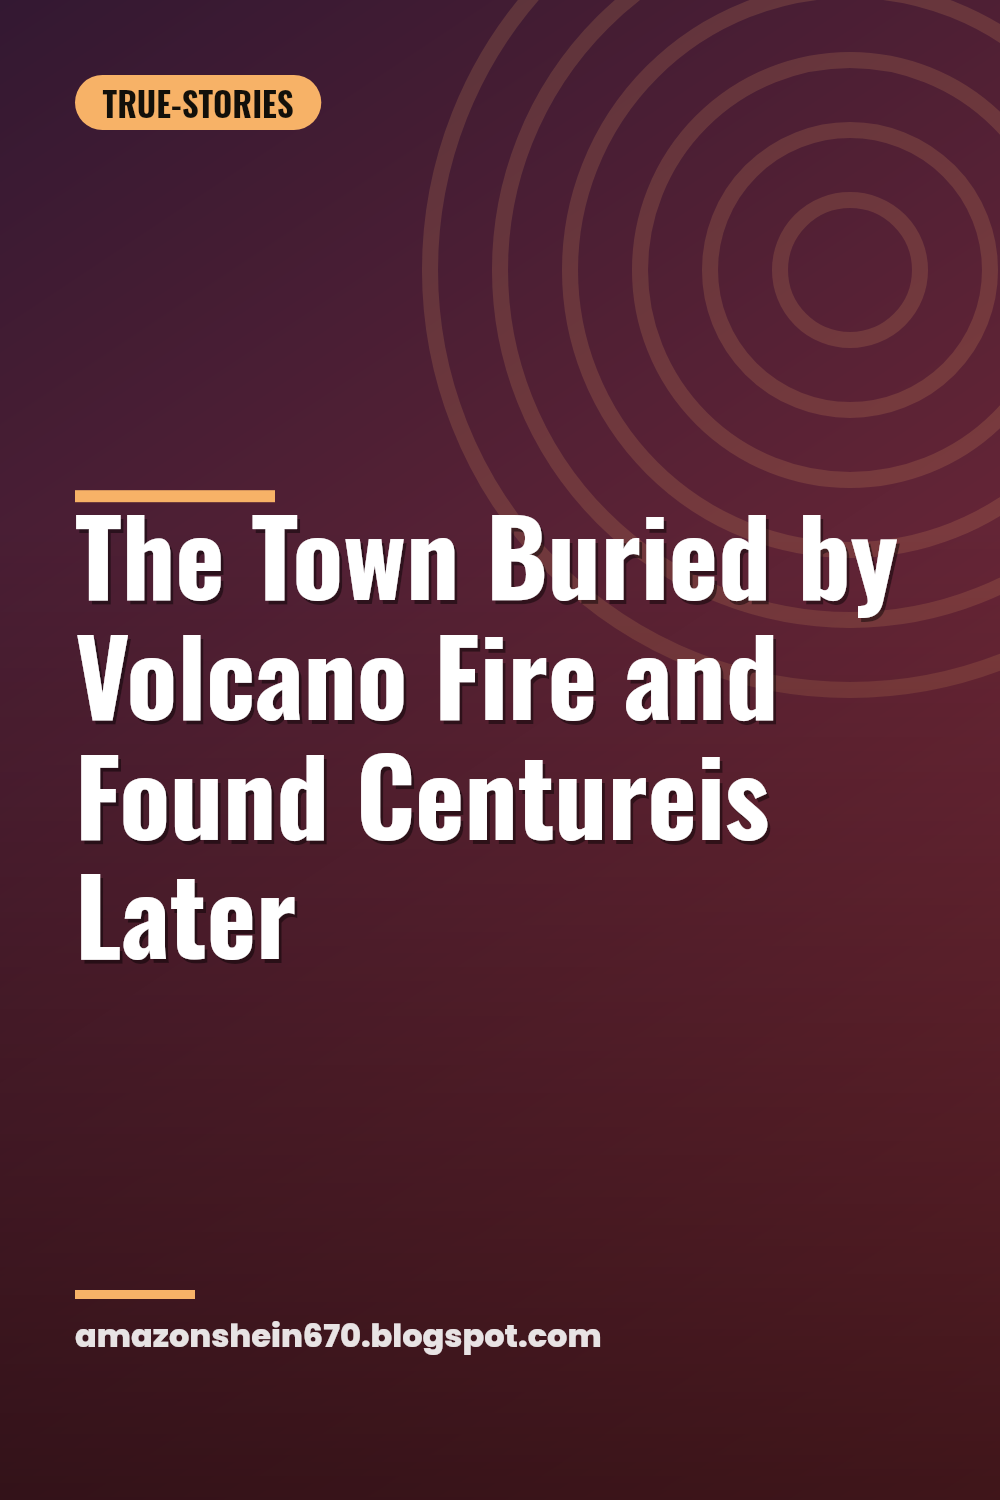 TRUE-STORIES
The Town Buried by
Volcano Fire and
Found Centureis
Later
amazonshein670.blogspot.com